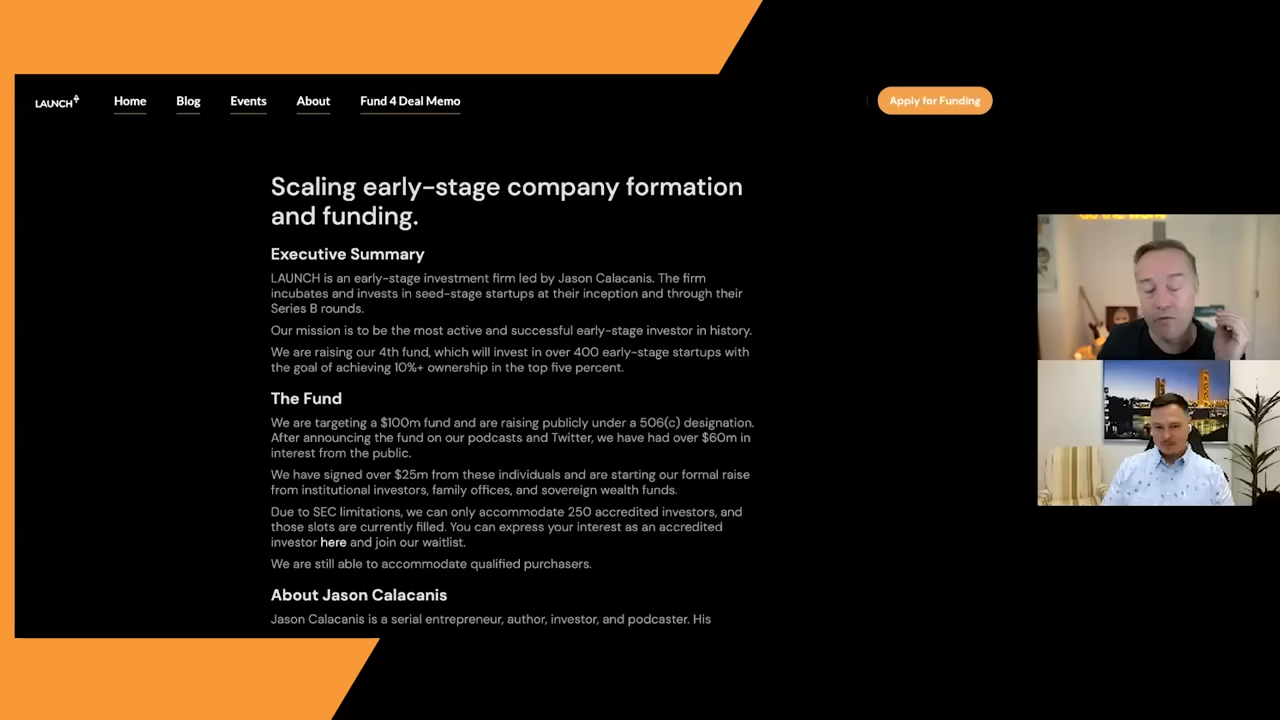 LAUNCH
Home
Blog
Events
About
Fund 4 Deal Memo
Apply for Funding
Scaling early-stage company formation
and funding.
Executive Summary
LAUNCH is an early-stage investment firm led by Jason Calacanis. The firm
incubates and invests in seed-stage startups at their inception and through their
Series B rounds.
Our mission is to be the most active and successful early-stage investor in history.
We are raising our 4th fund, which will invest in over 400 early-stage startups with
the goal of achieving 10%+ ownership in the top five percent.
The Fund
We are targeting a $100m fund and are raising publicly under a 506(c) designation.
After announcing the fund on our podcasts and Twitter, we have had over $60m in
interest from the public.
We have signed over $25m from these individuals and are starting our formal raise
from institutional investors, family offices, and sovereign wealth funds.
Due to SEC limitations, we can only accommodate 250 accredited investors, and
those slots are currently filled. You can express your interest as an accredited
investor here and join our waitlist.
We are still able to accommodate qualified purchasers.
About Jason Calacanis
Jason Calacanis is a serial entrepreneur, author, investor, and podcaster. His